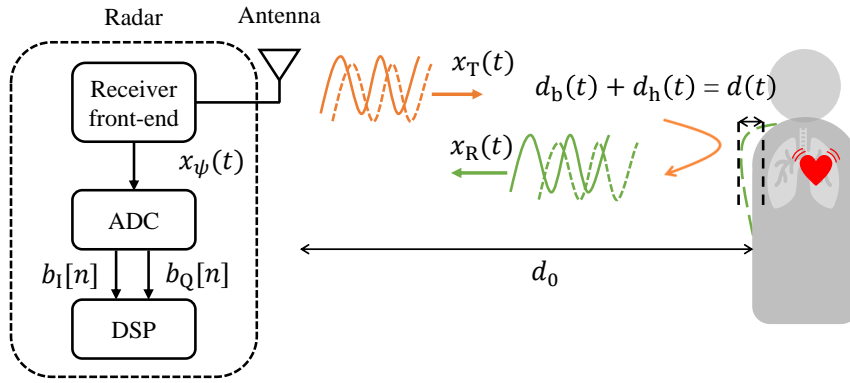 Radar
Antenna
Receiver
front-end
x_T(t)
d_b(t) + d_h(t) = d(t)
x_R(t)
x_ψ(t)
ADC
b_I[n]
b_Q[n]
d_0
DSP